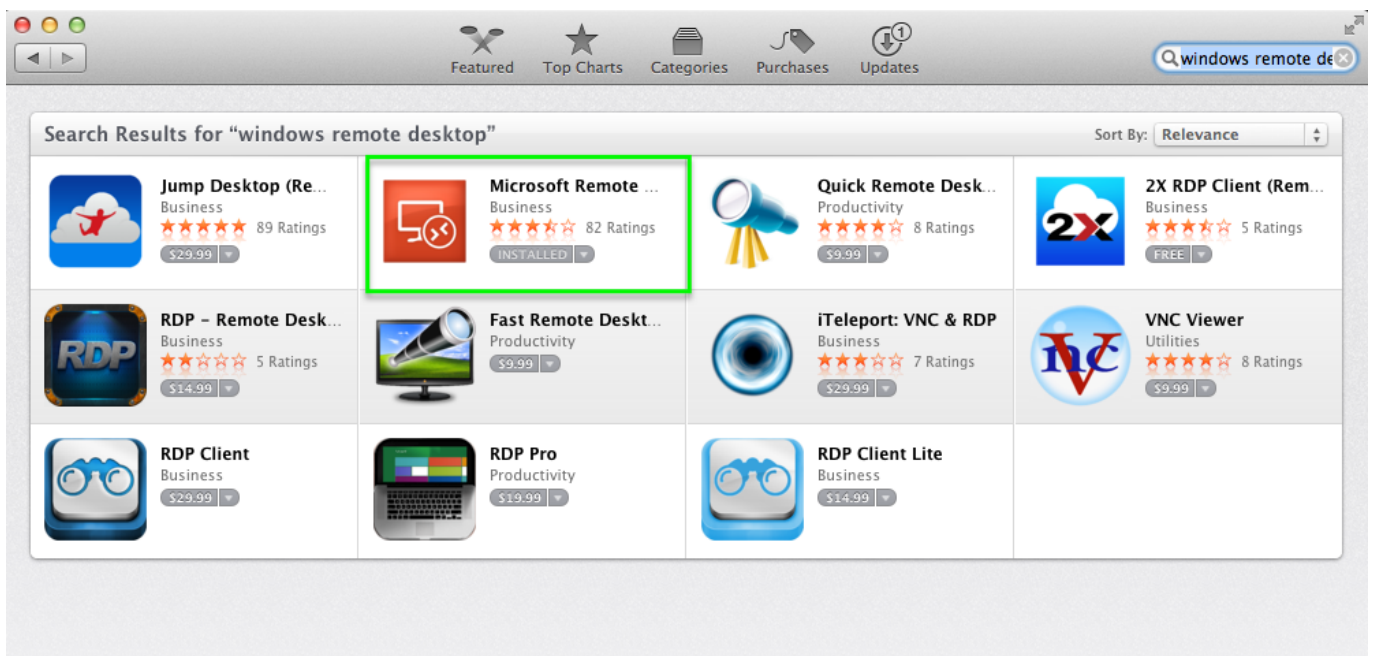 Featured
Top Charts
Categories
Purchases
1
Updates
windows remote de
Search Results for “windows remote desktop”
Sort By: Relevance
Jump Desktop (Re...
Business
89 Ratings
$29.99
Microsoft Remote ...
Business
82 Ratings
INSTALLED
Quick Remote Desk...
Productivity
8 Ratings
$9.99
2X
2X RDP Client (Rem...
Business
5 Ratings
FREE
RDP
RDP – Remote Desk...
Business
5 Ratings
$14.99
Fast Remote Deskt...
Productivity
$9.99
iTeleport: VNC & RDP
Business
7 Ratings
$29.99
Vnc
VNC Viewer
Utilities
8 Ratings
$9.99
RDP Client
Business
$29.99
RDP Pro
Productivity
$19.99
RDP Client Lite
Business
$14.99